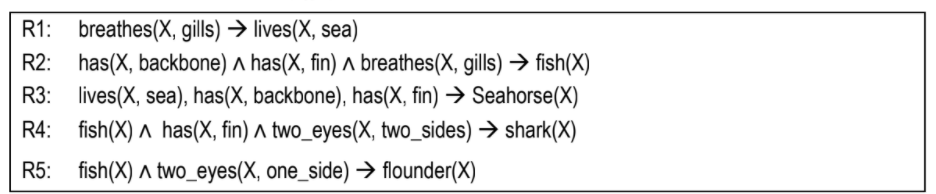 R1: breathes(X, gills) → lives(X, sea)
R2: has(X, backbone) ∧ has(X, fin) ∧ breathes(X, gills) → fish(X)
R3: lives(X, sea), has(X, backbone), has(X, fin) → Seahorse(X)
R4: fish(X) ∧ has(X, fin) ∧ two_eyes(X, two_sides) → shark(X)
R5: fish(X) ∧ two_eyes(X, one_side) → flounder(X)